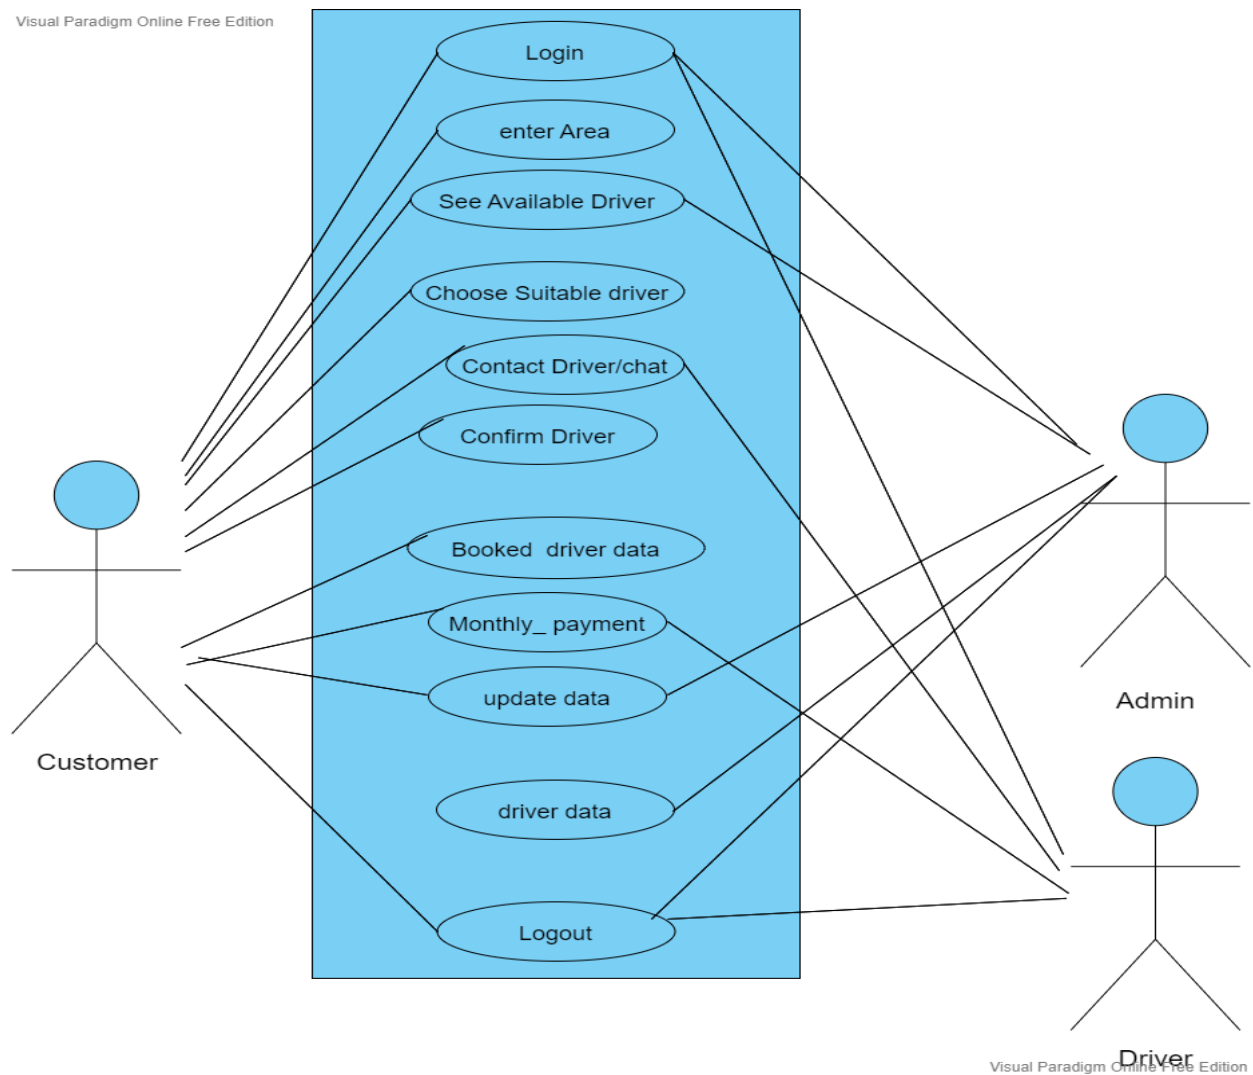 Visual Paradigm Online Free Edition
Login
enter Area
See Available Driver
Choose Suitable driver
Contact Driver/chat
Confirm Driver
Booked driver data
Monthly_ payment
update data
driver data
Logout
Customer
Admin
Driver
Visual Paradigm Online Free Edition